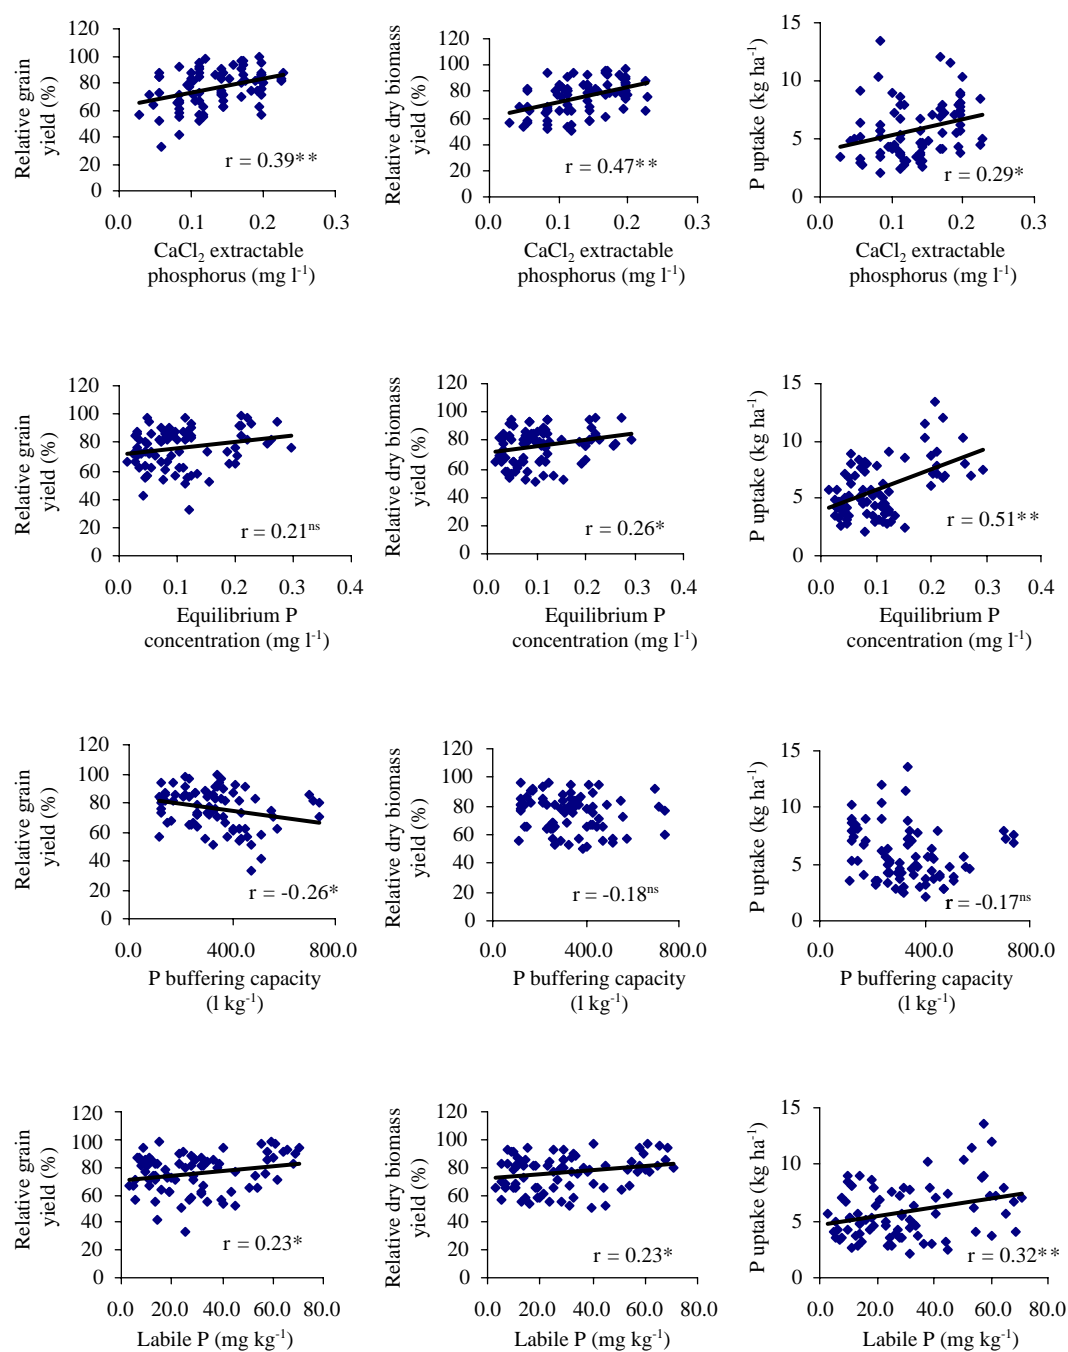 Relative grain
yield (%)
120
100
80
60
40
20
0
r = 0.39**
0.0 0.1 0.2 0.3
CaCl₂ extractable
phosphorus (mg l⁻¹)
Relative dry biomass
yield (%)
120
100
80
60
40
20
0
r = 0.47**
0.0 0.1 0.2 0.3
CaCl₂ extractable
phosphorus (mg l⁻¹)
P uptake (kg ha⁻¹)
15
10
5
0
r = 0.29*
0.0 0.1 0.2 0.3
CaCl₂ extractable
phosphorus (mg l⁻¹)
Relative grain
yield (%)
120
100
80
60
40
20
0
r = 0.21ⁿˢ
0.0 0.1 0.2 0.3 0.4
Equilibrium P
concentration (mg l⁻¹)
Relative dry biomass
yield (%)
120
100
80
60
40
20
0
r = 0.26*
0.0 0.1 0.2 0.3 0.4
Equilibrium P
concentration (mg l⁻¹)
P uptake (kg ha⁻¹)
15
10
5
0
r = 0.51**
0.0 0.1 0.2 0.3 0.4
Equilibrium P
concentration (mg l⁻¹)
Relative grain
yield (%)
120
100
80
60
40
20
0
r = -0.26*
0.0 400.0 800.0
P buffering capacity
(l kg⁻¹)
Relative dry biomass
yield (%)
120
100
80
60
40
20
0
r = -0.18ⁿˢ
0.0 400.0 800.0
P buffering capacity
(l kg⁻¹)
P uptake (kg ha⁻¹)
15
10
5
0
r = -0.17ⁿˢ
0.0 400.0 800.0
P buffering capacity
(l kg⁻¹)
Relative grain
yield (%)
120
100
80
60
40
20
0
r = 0.23*
0.0 20.0 40.0 60.0 80.0
Labile P (mg kg⁻¹)
Relative dry biomass
yield (%)
120
100
80
60
40
20
0
r = 0.23*
0.0 20.0 40.0 60.0 80.0
Labile P (mg kg⁻¹)
P uptake (kg ha⁻¹)
15
10
5
0
r = 0.32**
0.0 20.0 40.0 60.0 80.0
Labile P (mg kg⁻¹)